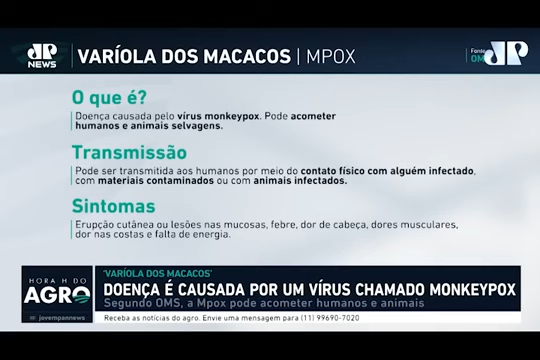 JP
NEWS
VARÍOLA DOS MACACOS | MPOX
Fonte
OM
JP
O que é?
Doença causada pelo vírus monkeypox. Pode acometer
humanos e animais selvagens.
Transmissão
Pode ser transmitida aos humanos por meio do contato físico com alguém infectado,
com materiais contaminados ou com animais infectados.
Sintomas
Erupção cutânea ou lesões nas mucosas, febre, dor de cabeça, dores musculares,
dor nas costas e falta de energia.
HORA H DO
AGRO
jovempannews
'VARÍOLA DOS MACACOS'
DOENÇA É CAUSADA POR UM VÍRUS CHAMADO MONKEYPOX
Segundo OMS, a Mpox pode acometer humanos e animais
Receba as notícias do agro. Envie uma mensagem para (11) 99690-7020